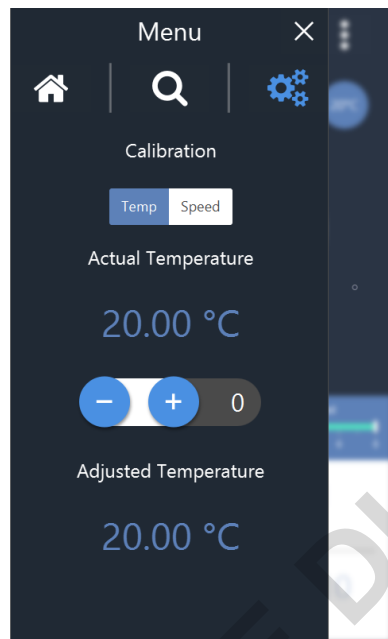 Menu
Calibration
Temp Speed
Actual Temperature
20.00 °C
− + 0
Adjusted Temperature
20.00 °C